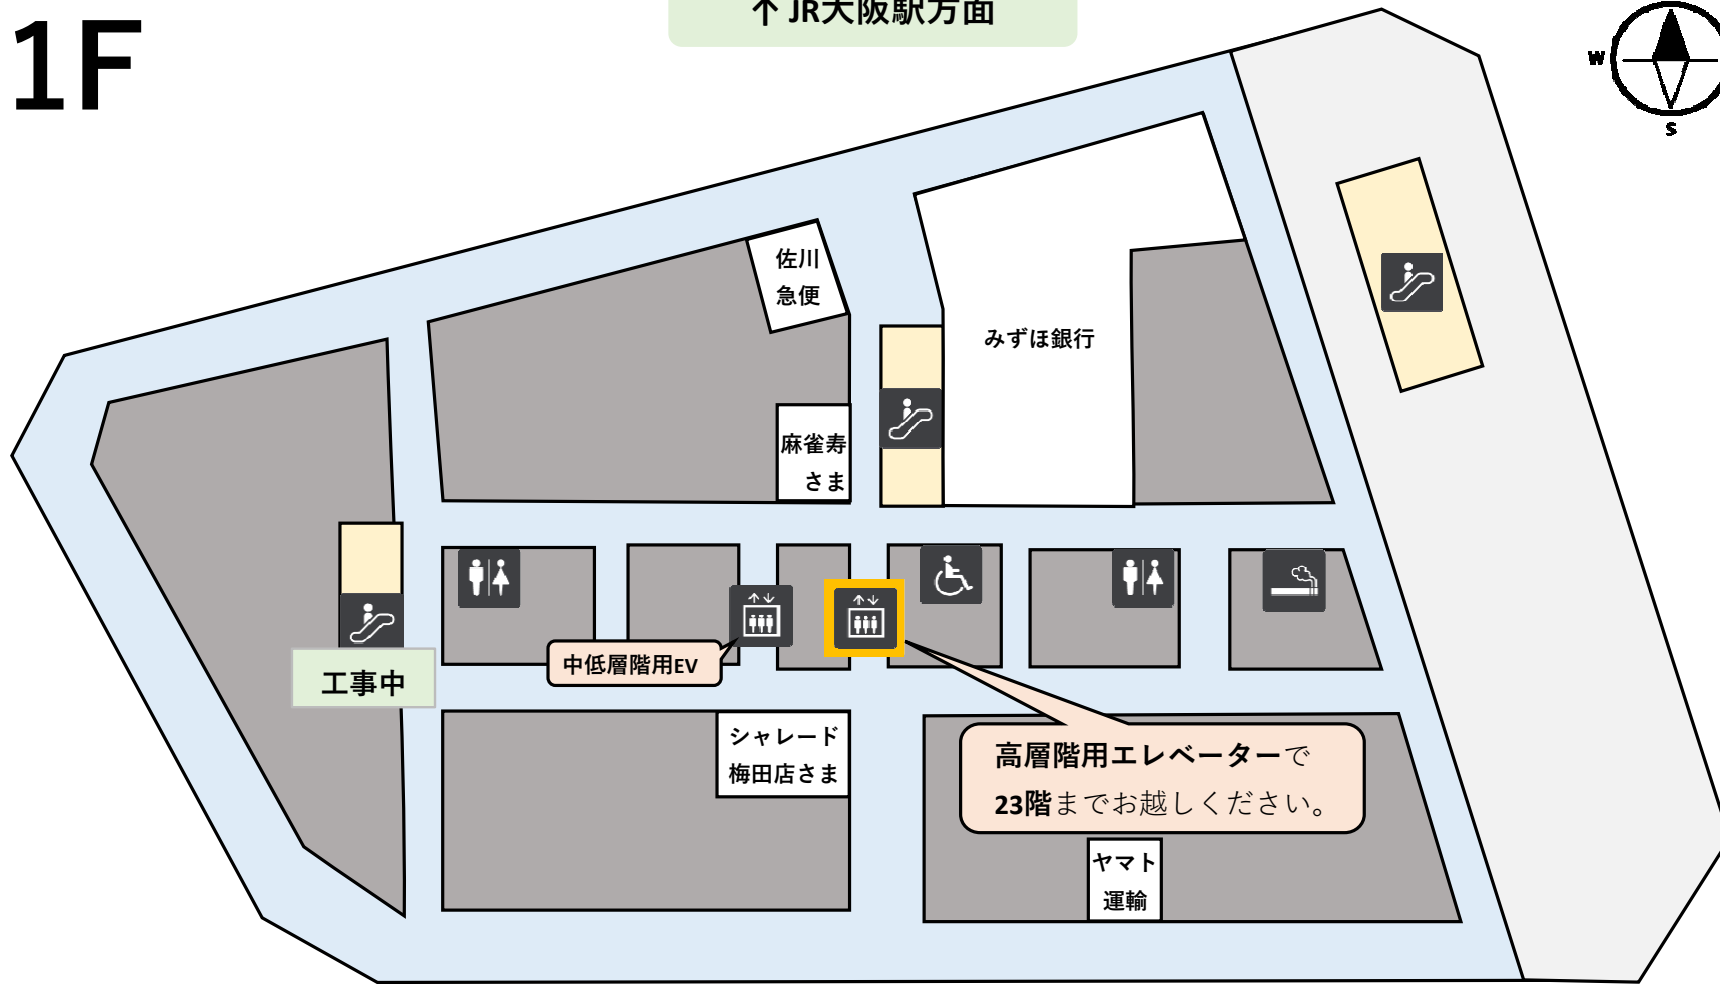 1F
↑ JR大阪駅方面
W
S
佐川
急便
みずほ銀行
麻雀寿
さま
中低層階用EV
工事中
シャレード
梅田店さま
高層階用エレベーターで
23階までお越しください。
ヤマト
運輸